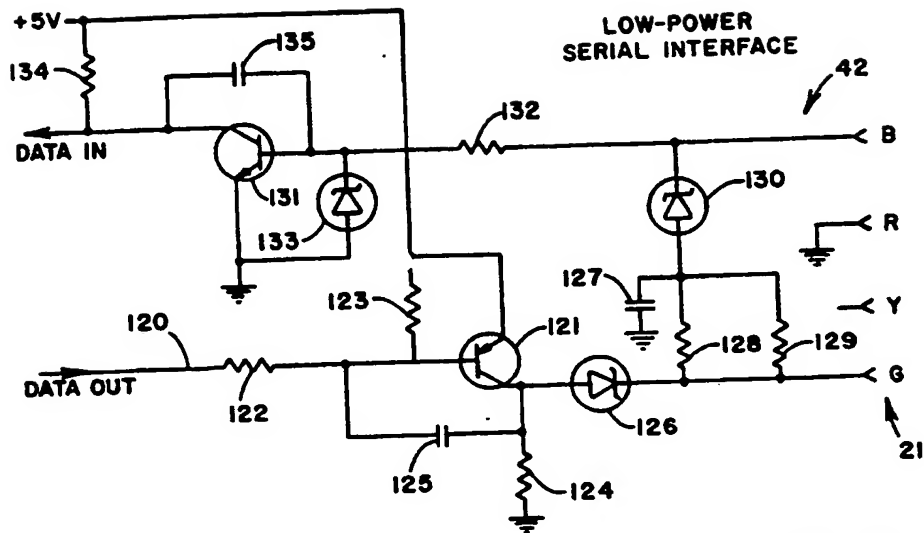 +5V
135
LOW-POWER
SERIAL INTERFACE
134
42
132
B
DATA IN
131
130
133
R
127
123
121
Y
120
128
129
G
DATA OUT
122
126
125
124
21